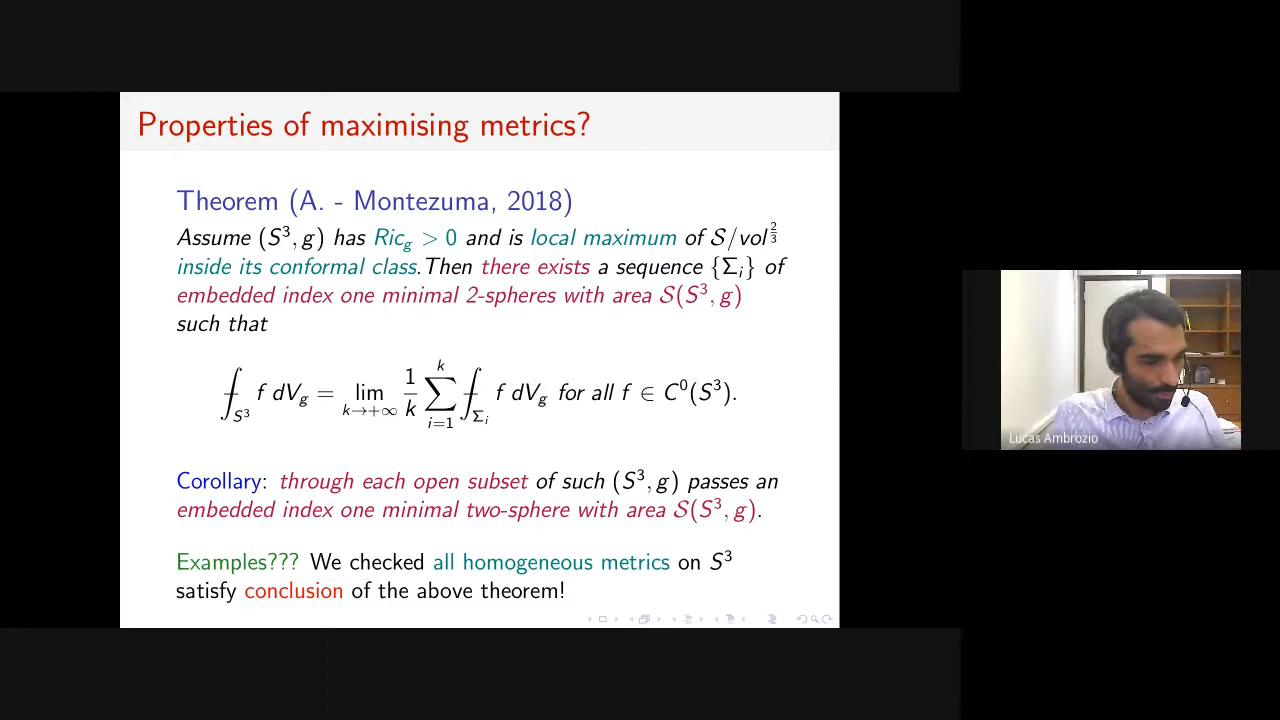 Properties of maximising metrics?
Theorem (A. - Montezuma, 2018)
Assume (S³, g) has Ric_g > 0 and is local maximum of 𝒮/vol^{2/3}
inside its conformal class.Then there exists a sequence {Σ_i} of
embedded index one minimal 2-spheres with area 𝒮(S³, g)
such that
⨍_{S³} f dV_g = lim_{k→+∞} 1/k ∑_{i=1}^{k} ⨍_{Σ_i} f dV_g for all f ∈ C⁰(S³).
Corollary: through each open subset of such (S³, g) passes an
embedded index one minimal two-sphere with area 𝒮(S³, g).
Examples??? We checked all homogeneous metrics on S³
satisfy conclusion of the above theorem!
Lucas Ambrozio